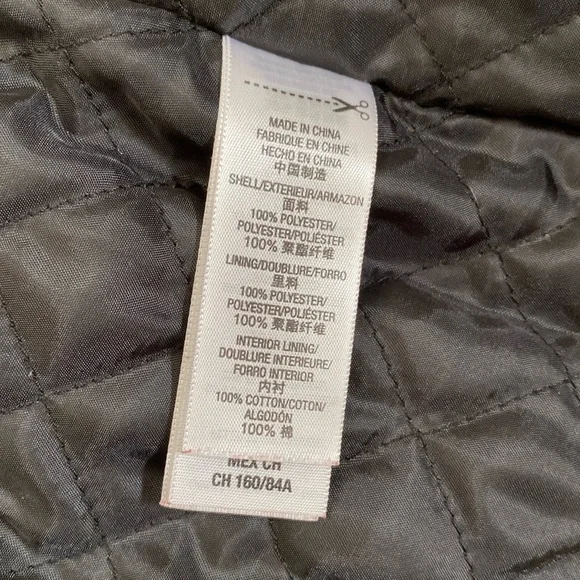 MADE IN CHINA
FABRIQUE EN CHINE
HECHO EN CHINA
中国制造
SHELL/EXTERIEUR/ARMAZON
面料
100% POLYESTER/
POLYESTER/POLIÉSTER
100% 聚酯纤维
LINING/DOUBLURE/FORRO
里料
100% POLYESTER/
POLYESTER/POLIÉSTER
100% 聚酯纤维
INTERIOR LINING/
DOUBLURE INTERIEURE/
FORRO INTERIOR
内衬
100% COTTON/COTON/
ALGODÓN
100% 棉
MEX CH
CH 160/84A